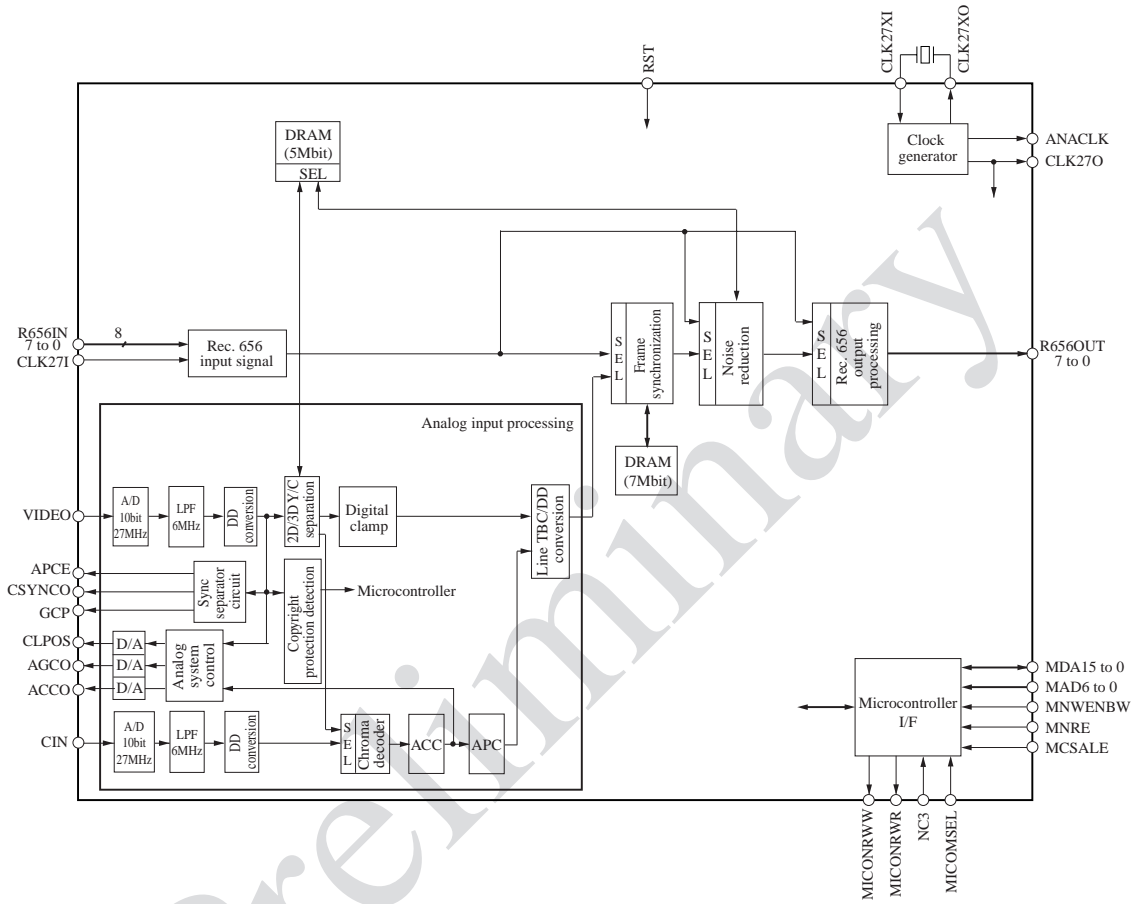 CLK27XI
CLK27XO
RST
DRAM
(5Mbit)
SEL
Clock
generator
ANACLK
CLK27O
R656IN
7 to 0
8
CLK27I
Rec. 656
input signal
S
E
L
Frame
synchronization
S
E
L
Noise
reduction
S
E
L
Rec. 656
output
processing
R656OUT
7 to 0
DRAM
(7Mbit)
Analog input processing
VIDEO
A/D
10bit
27MHz
LPF
6MHz
DD
conversion
2D/3D Y/C
separation
Digital
clamp
Line TBC/DD
conversion
APCE
CSYNCO
GCP
Sync
separator
circuit
Copyright
protection detection
Microcontroller
CLPOS
AGCO
ACCO
D/A
D/A
D/A
Analog
system
control
CIN
A/D
10bit
27MHz
LPF
6MHz
DD
conversion
S
E
L
Chroma
decoder
ACC
APC
Microcontroller
I/F
MDA15 to 0
MAD6 to 0
MNWENBW
MNRE
MCSALE
MICONRWW
MICONRWR
NC3
MICOMSEL
Preliminary